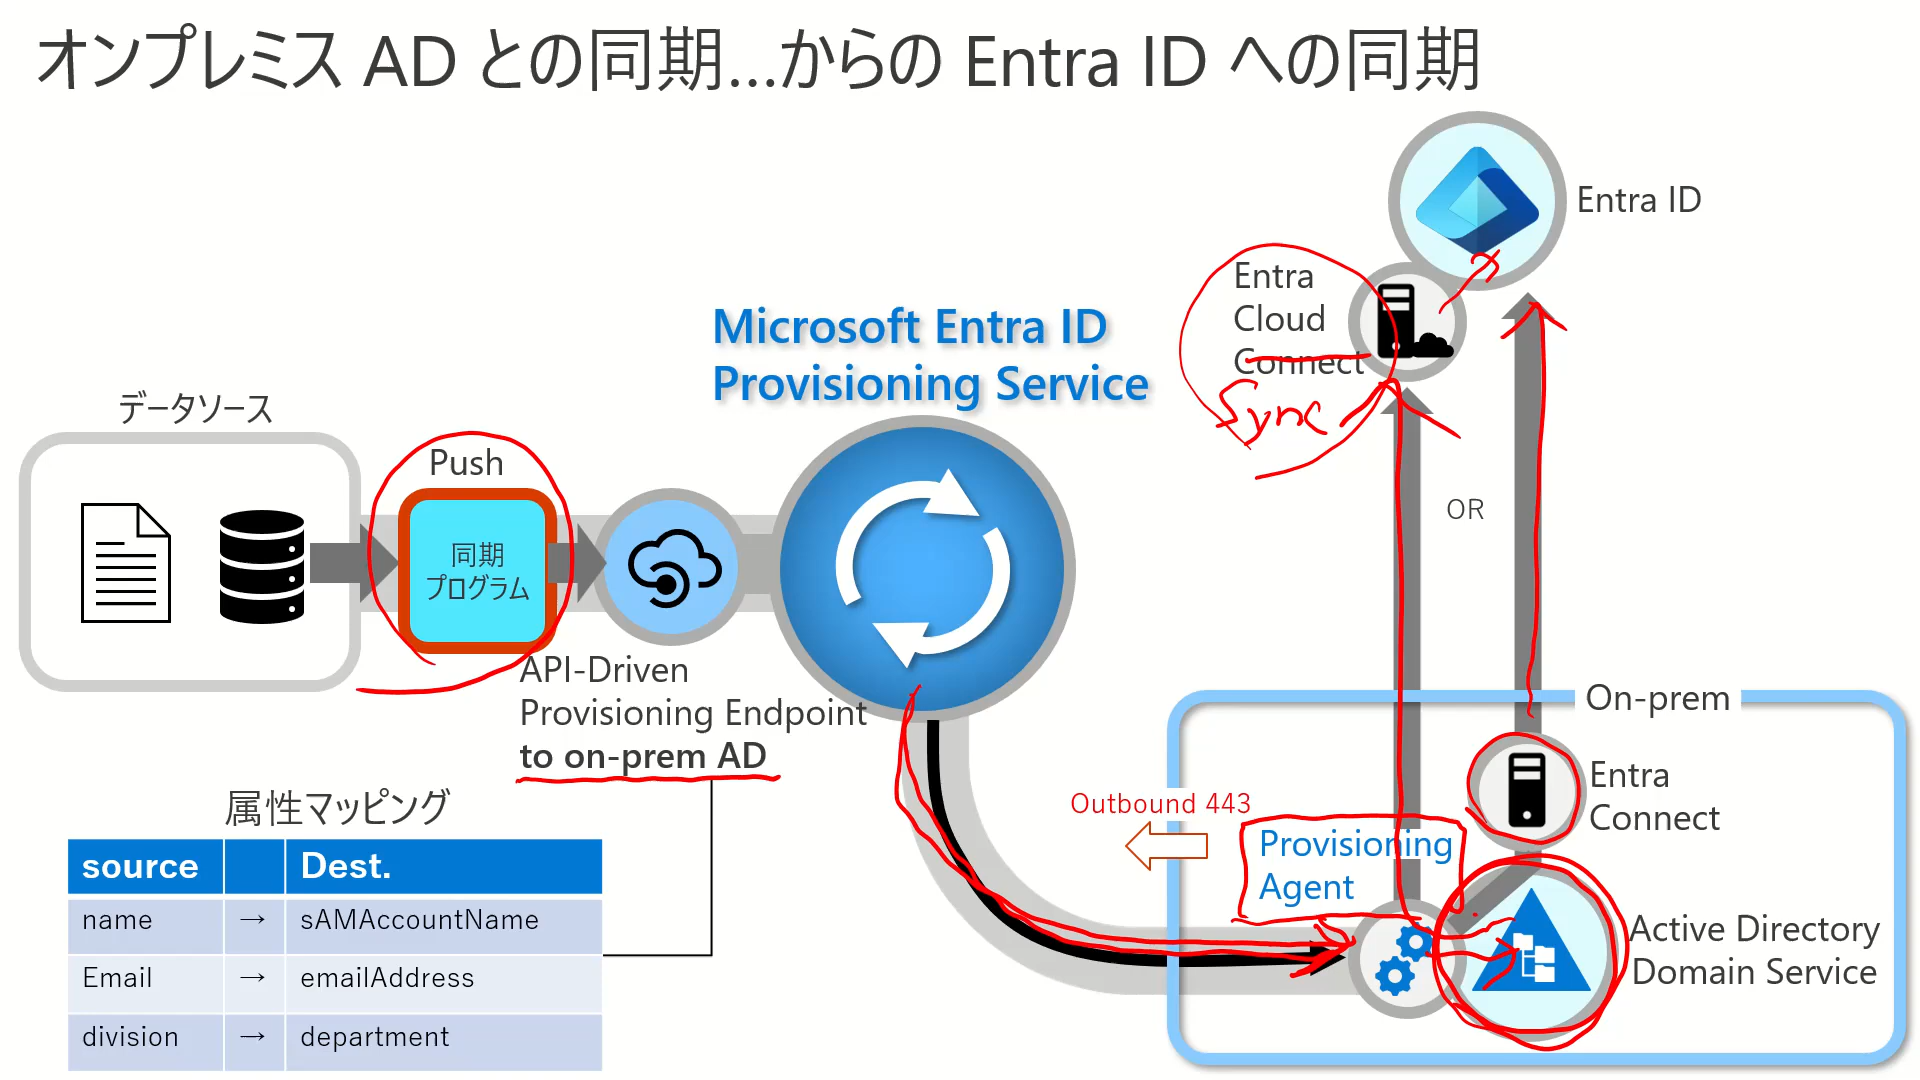 オンプレミス AD との同期…からの Entra ID への同期
Entra ID
Entra
Cloud
Connect
Sync
Microsoft Entra ID
Provisioning Service
データソース
Push
同期
プログラム
OR
API-Driven
Provisioning Endpoint
to on-prem AD
On-prem
Entra
Connect
Outbound 443
Provisioning
Agent
Active Directory
Domain Service
属性マッピング
source Dest.
name → sAMAccountName
Email → emailAddress
division → department